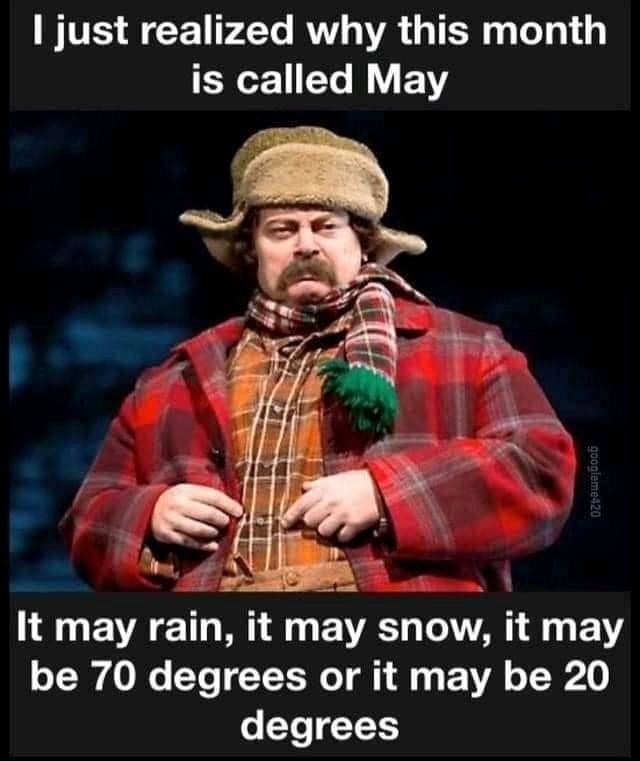 I just realized why this month
is called May
googleme420
It may rain, it may snow, it may
be 70 degrees or it may be 20
degrees